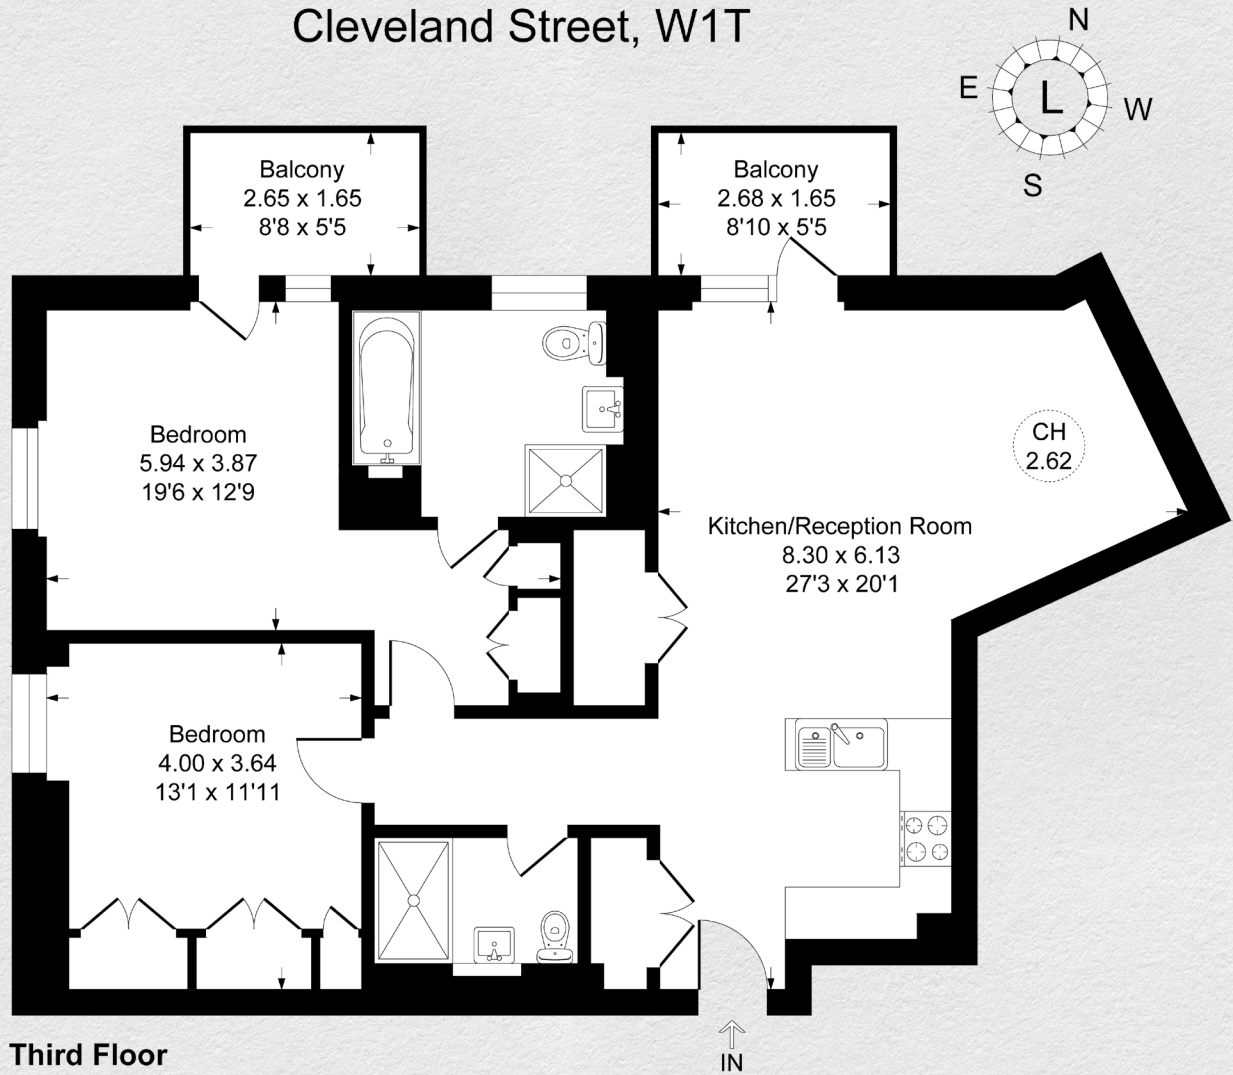 Cleveland Street, W1T
N
E
L
W
S
Balcony
2.65 x 1.65
8'8 x 5'5
Balcony
2.68 x 1.65
8'10 x 5'5
Bedroom
5.94 x 3.87
19'6 x 12'9
CH
2.62
Kitchen/Reception Room
8.30 x 6.13
27'3 x 20'1
Bedroom
4.00 x 3.64
13'1 x 11'11
Third Floor
IN